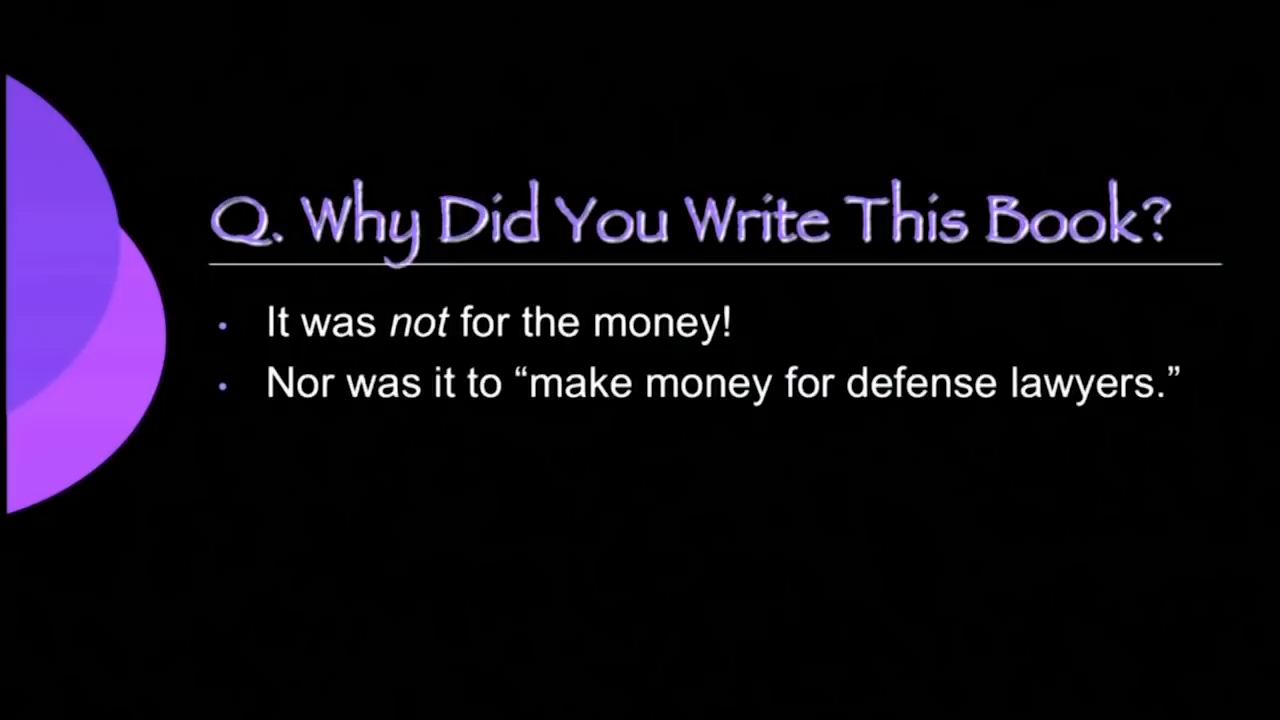 Q. Why Did You Write This Book?
• It was not for the money!
• Nor was it to “make money for defense lawyers.”